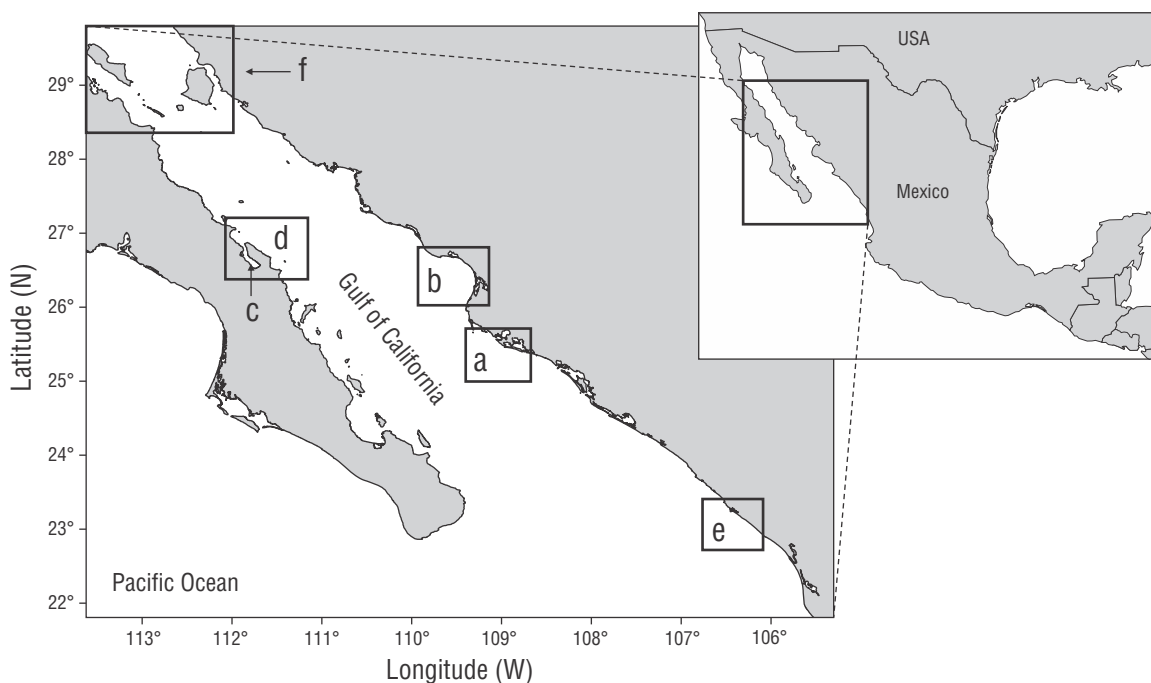 USA
Mexico
f
d
c
b
a
e
Gulf of California
Pacific Ocean
Latitude (N)
29°
28°
27°
26°
25°
24°
23°
22°
113°
112°
111°
110°
109°
108°
107°
106°
Longitude (W)